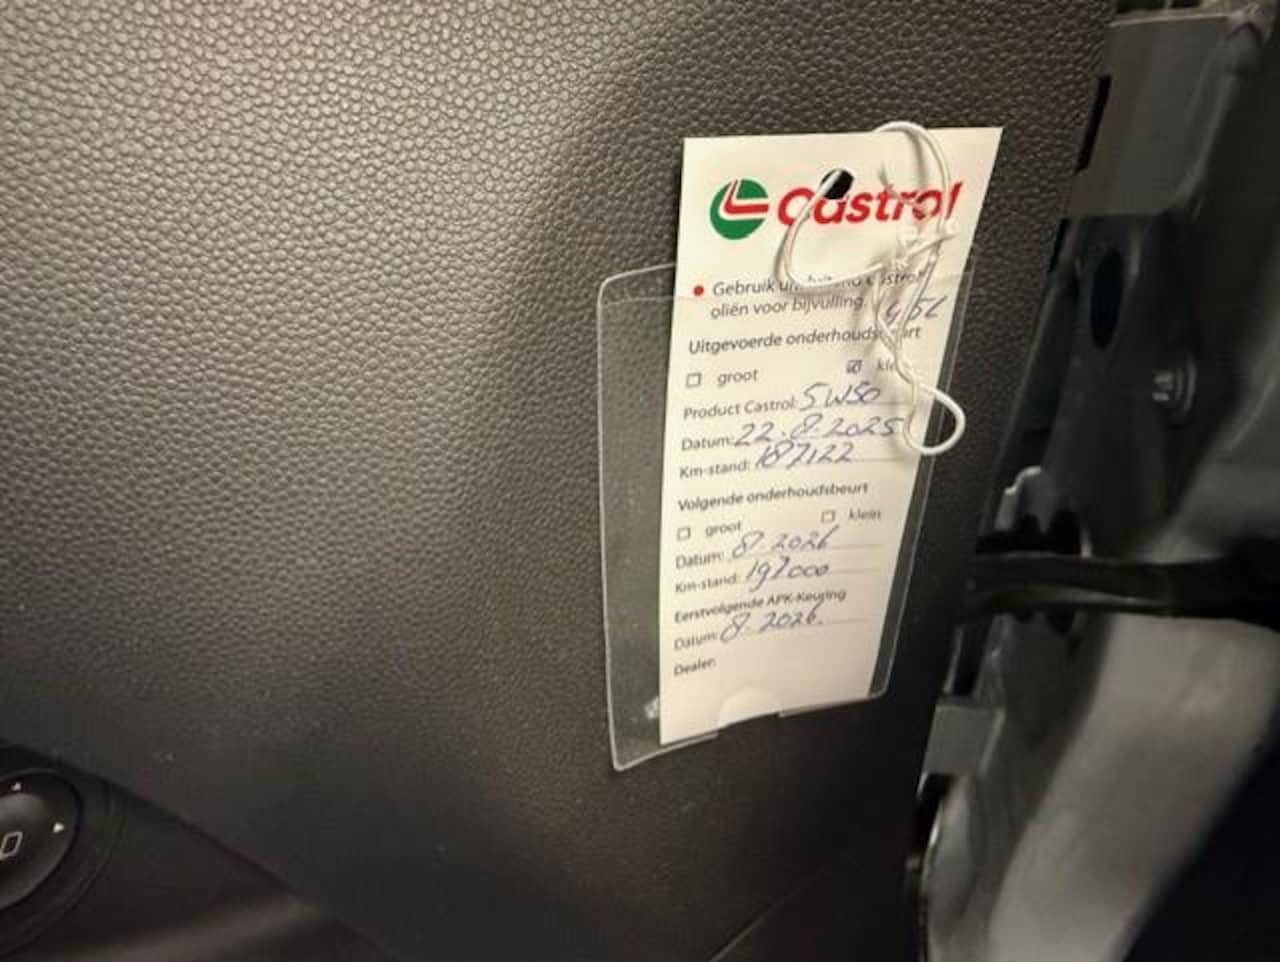 Castrol
• Gebruik uitsluitend Castrol
oliën voor bijvulling. 4,5L
Uitgevoerde onderhoudsbeurt
☐ groot ☑ klein
Product Castrol: 5W50
Datum: 22.8.2025
Km-stand: 187122
Volgende onderhoudsbeurt
☐ groot ☐ klein
Datum: 8.2026
Km-stand: 197000
Eerstvolgende APK-Keuring
Datum: 8.2026.
Dealer: